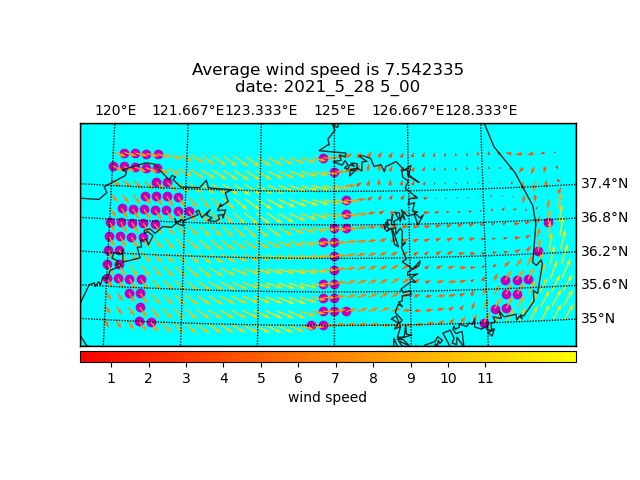 Average wind speed is 7.542335
date: 2021_5_28 5_00
120°E 121.667°E 123.333°E 125°E 126.667°E 128.333°E
37.4°N
36.8°N
36.2°N
35.6°N
35°N
1 2 3 4 5 6 7 8 9 10 11
wind speed